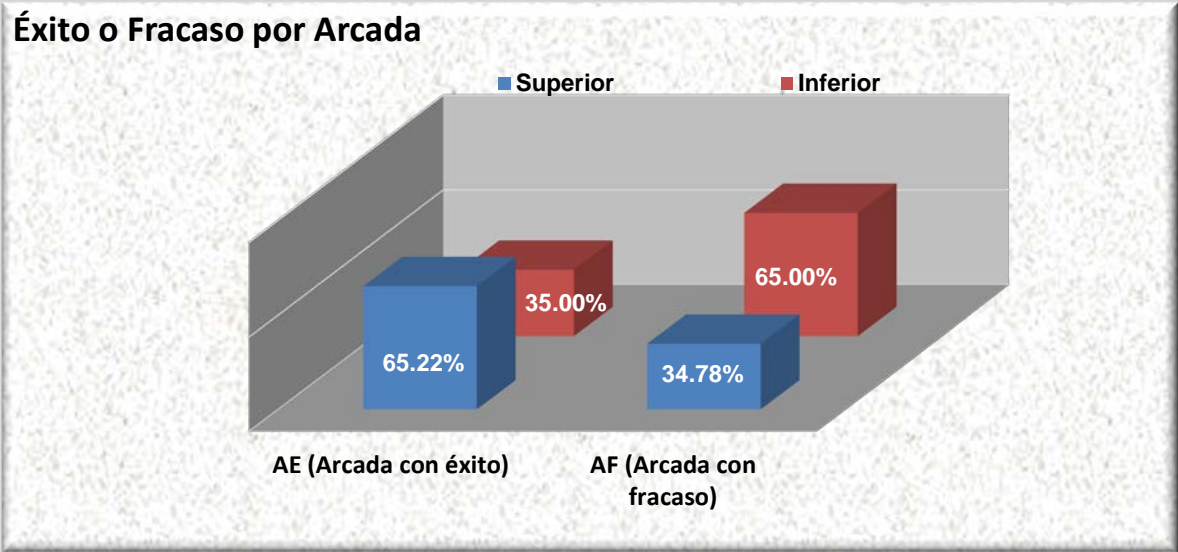 Éxito o Fracaso por Arcada
Superior
Inferior
35.00%
65.00%
65.22%
34.78%
AE (Arcada con éxito)
AF (Arcada con
fracaso)